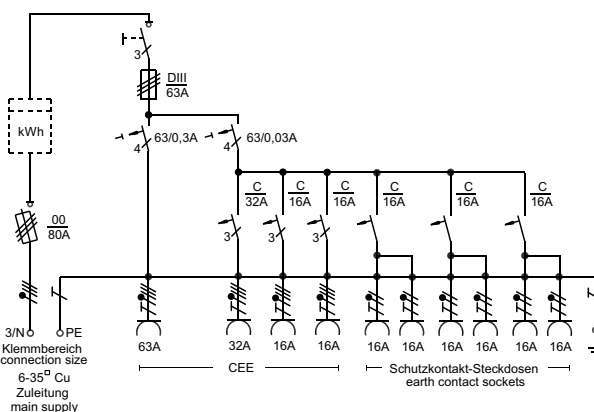 3
DIII
63A
kWh
63/0,3A
63/0,03A
4
4
C
32A
C
16A
C
16A
C
16A
C
16A
C
16A
00
80A
3
3
3
3/N
PE
63A
32A
16A
16A
16A
16A
16A
16A
16A
16A
Klemmbereich
connection size
6-35□ Cu
Zuleitung
main supply
CEE
Schutzkontakt-Steckdosen
earth contact sockets